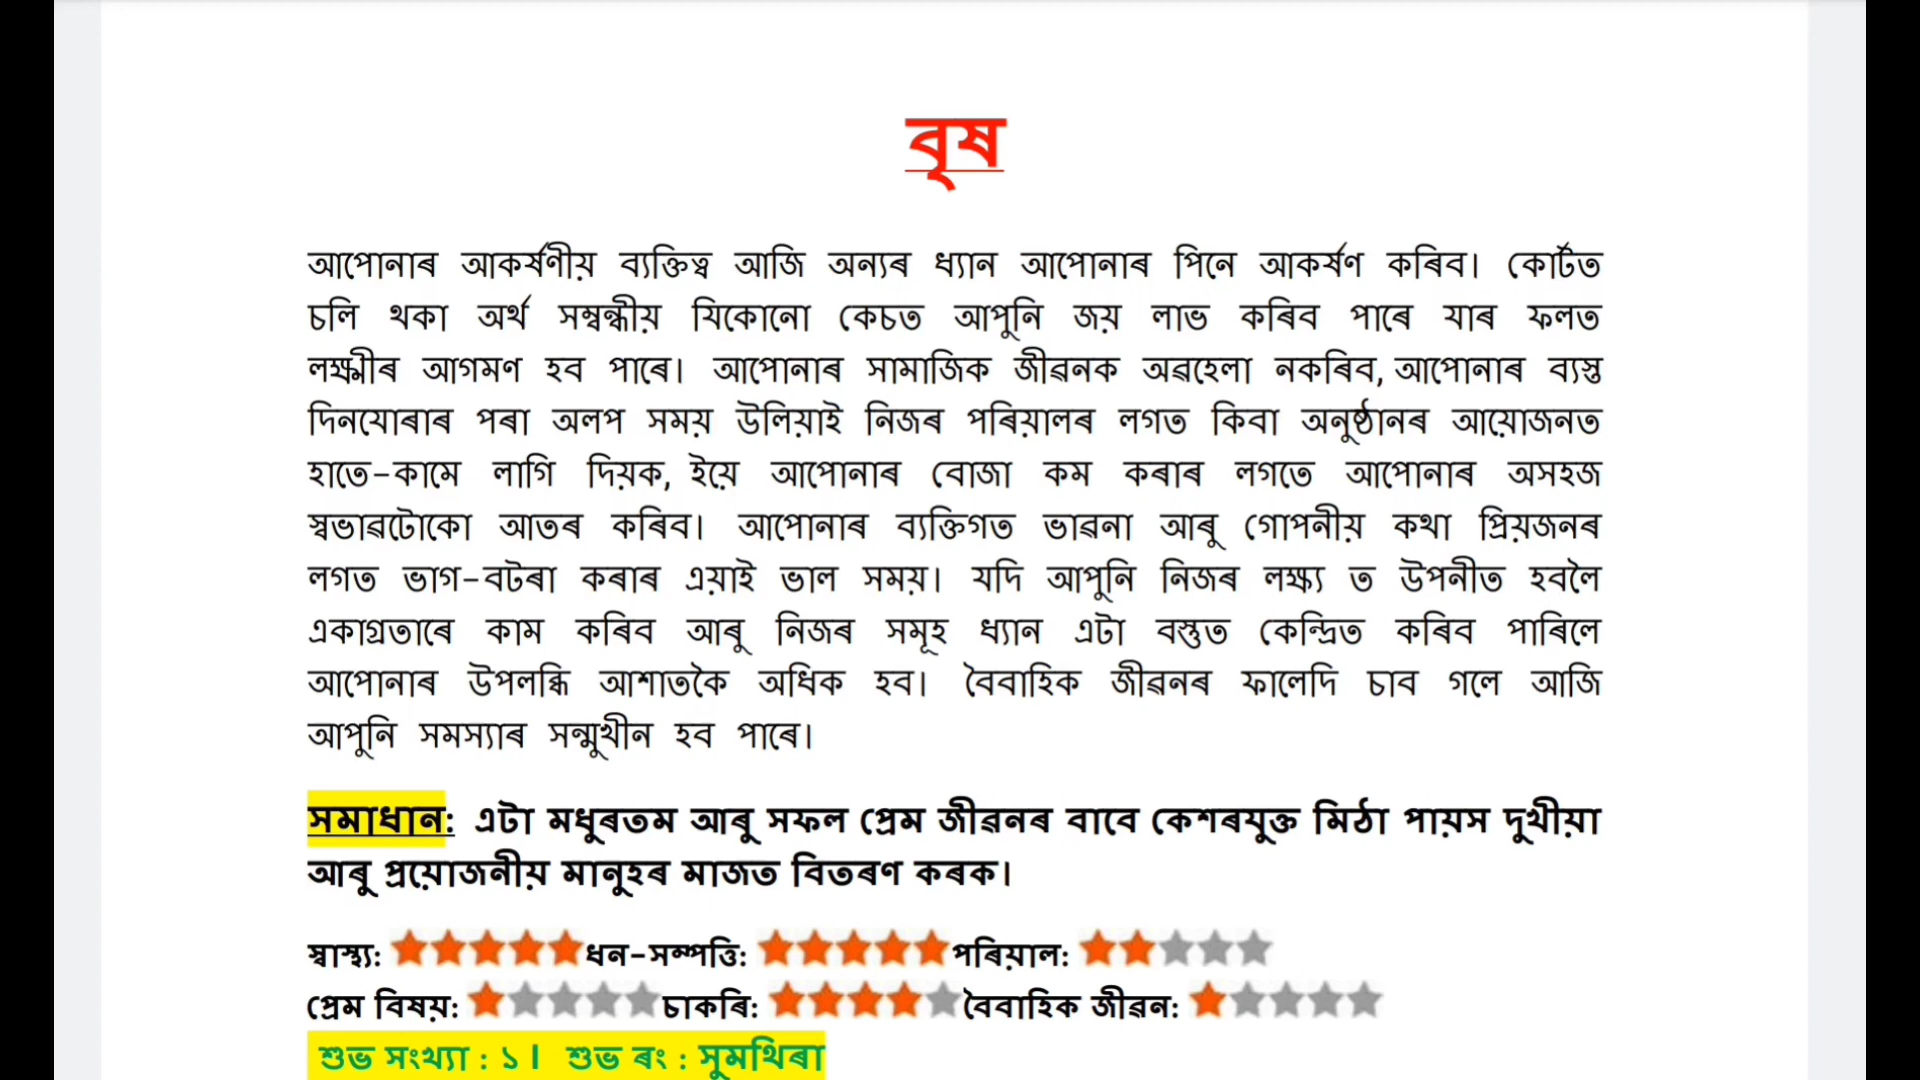 বৃষ
আপোনাৰ আকৰ্ষণীয় ব্যক্তিত্ব আজি অন্যৰ ধ্যান আপোনাৰ পিনে আকৰ্ষণ কৰিব। কোৰ্টত
চলি থকা অৰ্থ সম্বন্ধীয় যিকোনো কেচত আপুনি জয় লাভ কৰিব পাৰে যাৰ ফলত
লক্ষ্মীৰ আগমণ হব পাৰে। আপোনাৰ সামাজিক জীৱনক অৱহেলা নকৰিব, আপোনাৰ ব্যস্ত
দিনযোৰাৰ পৰা অলপ সময় উলিয়াই নিজৰ পৰিয়ালৰ লগত কিবা অনুষ্ঠানৰ আয়োজনত
হাতে-কামে লাগি দিয়ক, ইয়ে আপোনাৰ বোজা কম কৰাৰ লগতে আপোনাৰ অসহজ
স্বভাৱটোকো আতৰ কৰিব। আপোনাৰ ব্যক্তিগত ভাৱনা আৰু গোপনীয় কথা প্ৰিয়জনৰ
লগত ভাগ-বটৰা কৰাৰ এয়াই ভাল সময়। যদি আপুনি নিজৰ লক্ষ্য ত উপনীত হবলৈ
একাগ্ৰতাৰে কাম কৰিব আৰু নিজৰ সমূহ ধ্যান এটা বস্তুত কেন্দ্ৰিত কৰিব পাৰিলে
আপোনাৰ উপলব্ধি আশাতকৈ অধিক হব। বৈবাহিক জীৱনৰ ফালেদি চাব গলে আজি
আপুনি সমস্যাৰ সন্মুখীন হব পাৰে।
সমাধান: এটা মধুৰতম আৰু সফল প্ৰেম জীৱনৰ বাবে কেশৰযুক্ত মিঠা পায়স দুখীয়া
আৰু প্ৰয়োজনীয় মানুহৰ মাজত বিতৰণ কৰক।
স্বাস্থ্য: ★★★★★ধন-সম্পত্তি: ★★★★★পৰিয়াল: ★★★★★
প্ৰেম বিষয়: ★★★★★চাকৰি: ★★★★★বৈবাহিক জীৱন: ★★★★★
শুভ সংখ্যা : ১। শুভ ৰং : সুমথিৰা